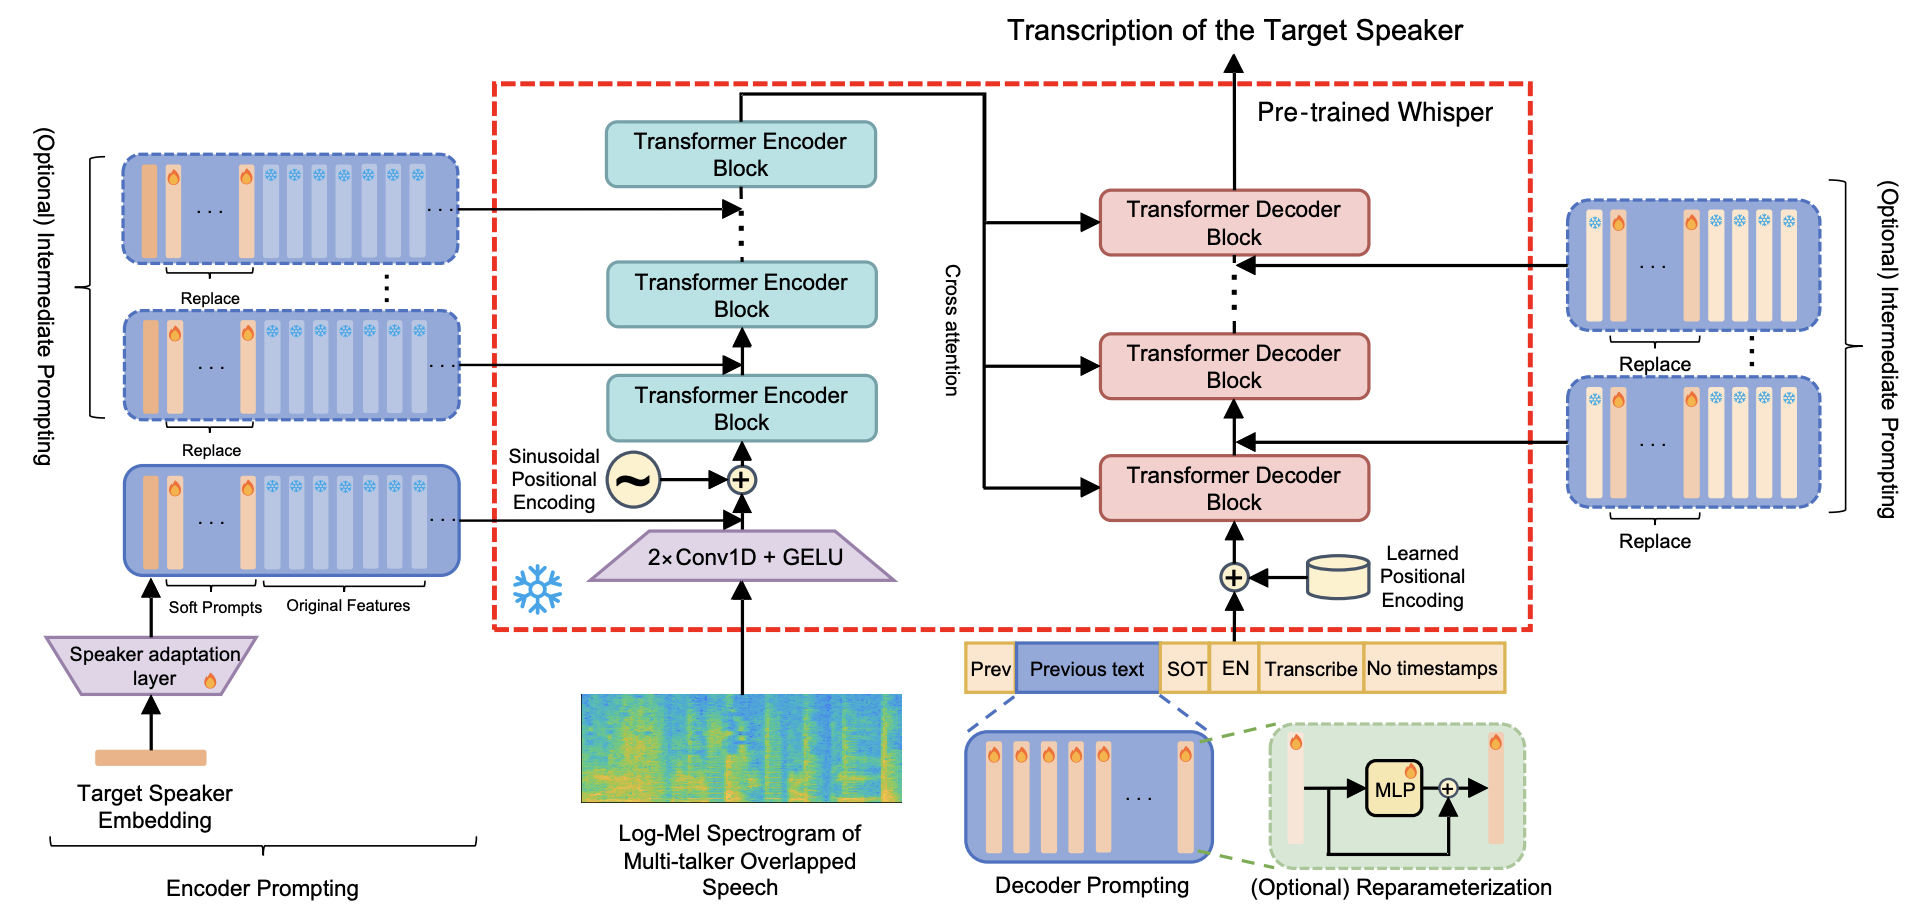 Transcription of the Target Speaker
Pre-trained Whisper
(Optional) Intermediate Prompting
. . .
Replace
. . .
Replace
. . .
Soft Prompts
Original Features
Speaker adaptation
layer
Target Speaker
Embedding
Encoder Prompting
Transformer Encoder
Block
Transformer Encoder
Block
Transformer Encoder
Block
Sinusoidal
Positional
Encoding
~
+
2×Conv1D + GELU
Log-Mel Spectrogram of
Multi-talker Overlapped
Speech
Cross attention
Transformer Decoder
Block
Transformer Decoder
Block
Transformer Decoder
Block
+
Learned
Positional
Encoding
Prev
Previous text
SOT
EN
Transcribe
No timestamps
. . .
Decoder Prompting
MLP
+
(Optional) Reparameterization
. . .
Replace
. . .
Replace
(Optional) Intermediate Prompting